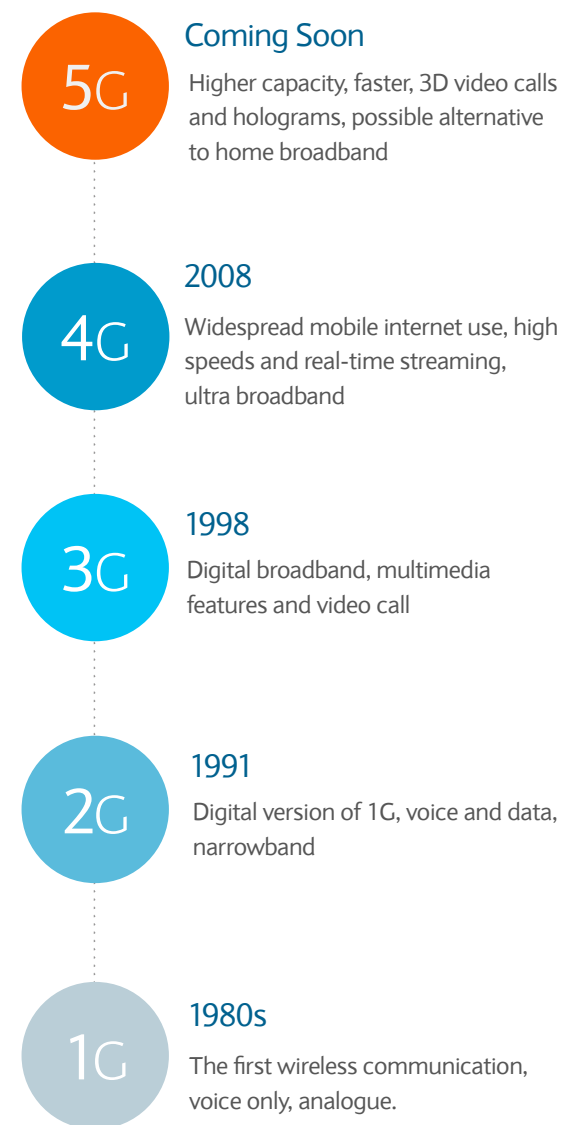 5G
Coming Soon
Higher capacity, faster, 3D video calls
and holograms, possible alternative
to home broadband
4G
2008
Widespread mobile internet use, high
speeds and real-time streaming,
ultra broadband
3G
1998
Digital broadband, multimedia
features and video call
2G
1991
Digital version of 1G, voice and data,
narrowband
1G
1980s
The first wireless communication,
voice only, analogue.